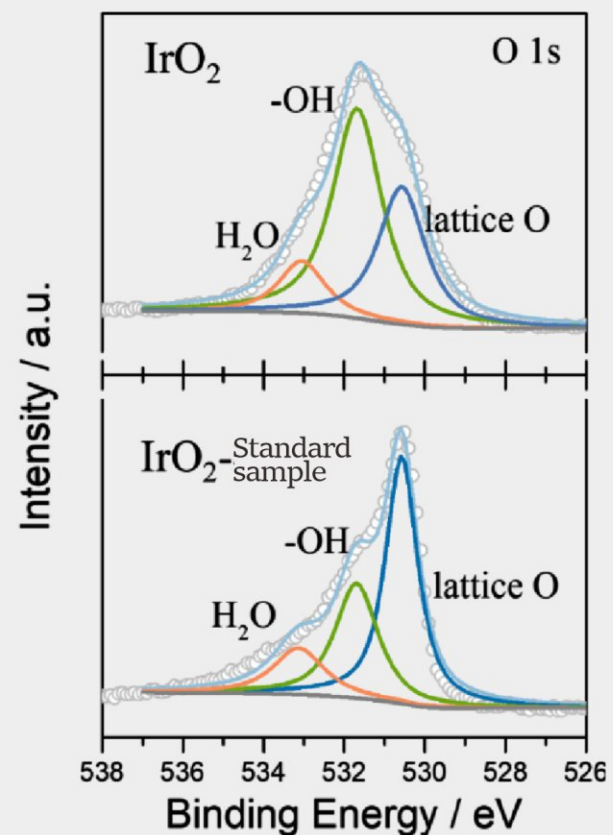 IrO₂
O 1s
-OH
H₂O
lattice O
IrO₂-Standard
sample
-OH
H₂O
lattice O
538 536 534 532 530 528 526
Binding Energy / eV
Intensity / a.u.